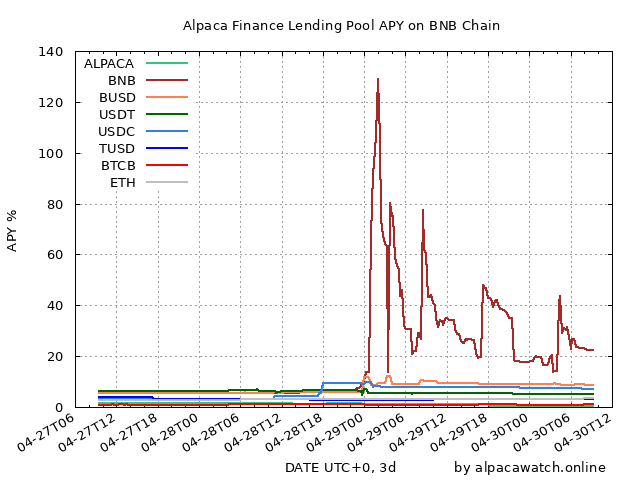 Alpaca Finance Lending Pool APY on BNB Chain
APY %
140
120
100
80
60
40
20
0
ALPACA
BNB
BUSD
USDT
USDC
TUSD
BTCB
ETH
04-27T06
04-27T12
04-27T18
04-28T00
04-28T06
04-28T12
04-28T18
04-29T00
04-29T06
04-29T12
04-29T18
04-30T00
04-30T06
04-30T12
DATE UTC+0, 3d
by alpacawatch.online